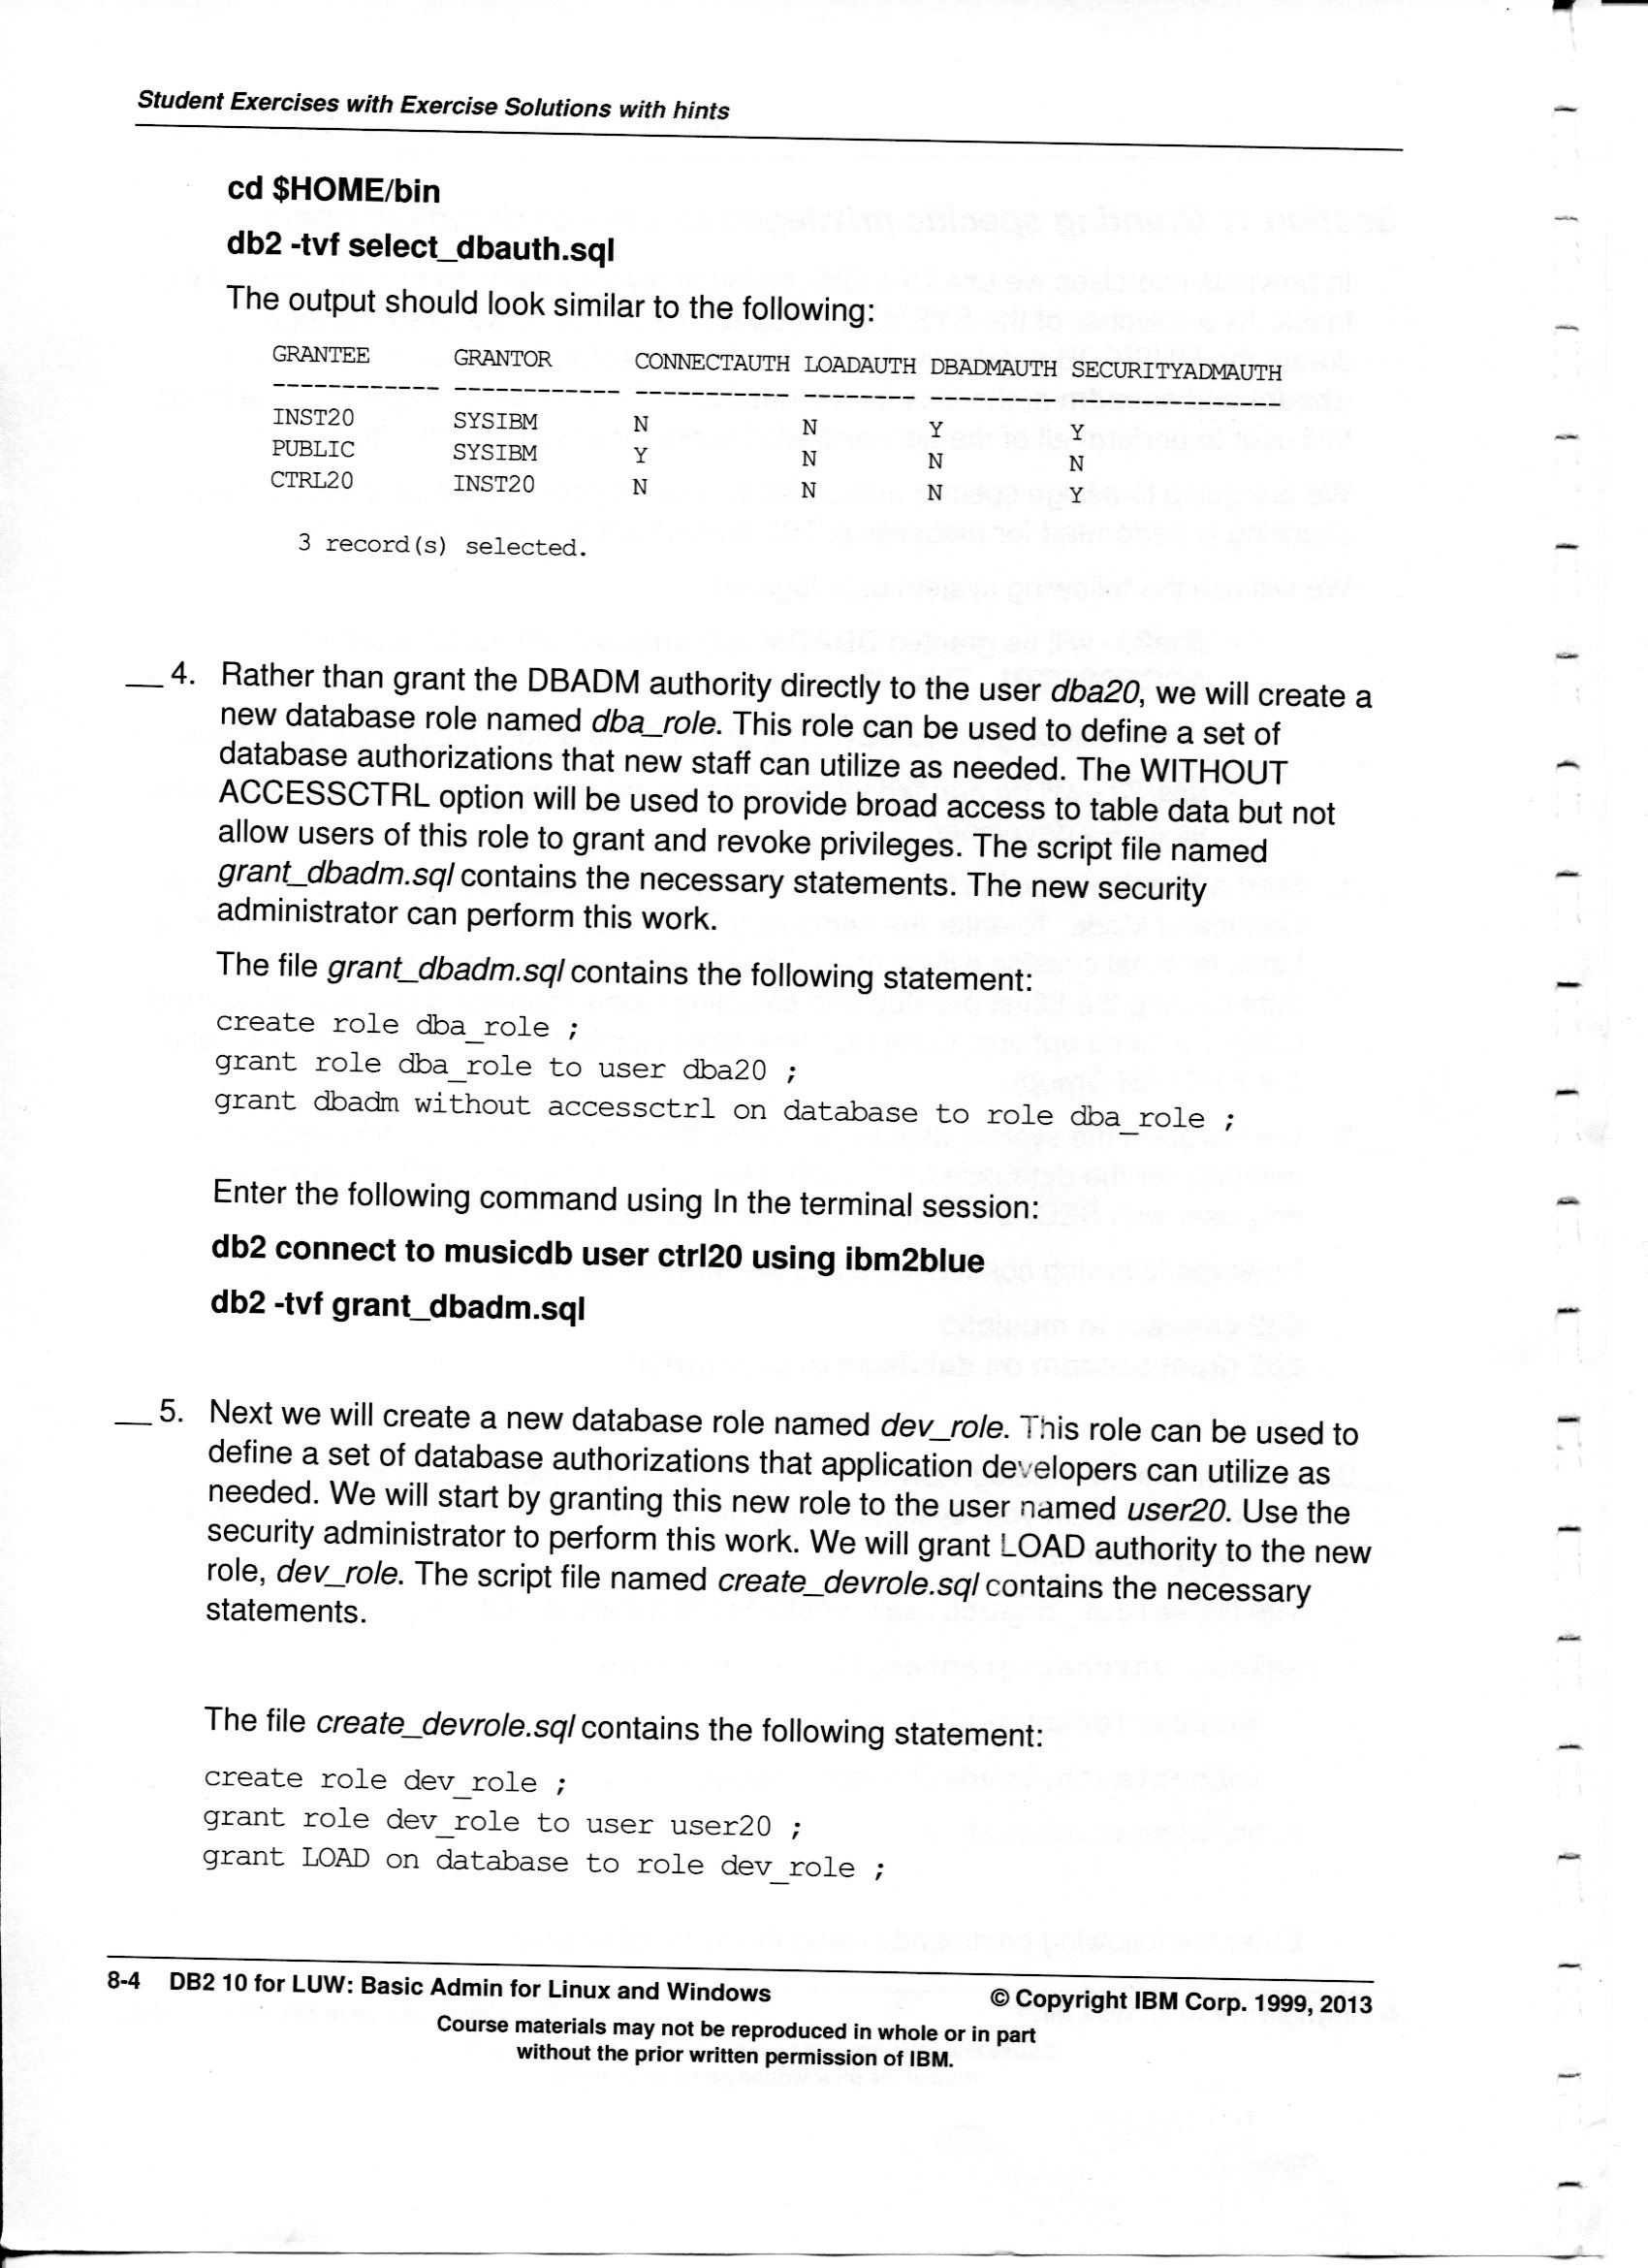 Student Exercises with Exercise Solutions with hints
cd $HOME/bin
db2 -tvf select_dbauth.sql
The output should look similar to the following:
GRANTEE GRANTOR CONNECTAUTH LOADAUTH DBADMAUTH SECURITYADMAUTH
------------ ------------ ----------- -------- --------- ---------------
INST20 SYSIBM N N Y Y
PUBLIC SYSIBM Y N N N
CTRL20 INST20 N N N Y
3 record(s) selected.
__ 4. Rather than grant the DBADM authority directly to the user dba20, we will create a
new database role named dba_role. This role can be used to define a set of
database authorizations that new staff can utilize as needed. The WITHOUT
ACCESSCTRL option will be used to provide broad access to table data but not
allow users of this role to grant and revoke privileges. The script file named
grant_dbadm.sql contains the necessary statements. The new security
administrator can perform this work.
The file grant_dbadm.sql contains the following statement:
create role dba_role ;
grant role dba_role to user dba20 ;
grant dbadm without accessctrl on database to role dba_role ;
Enter the following command using In the terminal session:
db2 connect to musicdb user ctrl20 using ibm2blue
db2 -tvf grant_dbadm.sql
__ 5. Next we will create a new database role named dev_role. This role can be used to
define a set of database authorizations that application developers can utilize as
needed. We will start by granting this new role to the user named user20. Use the
security administrator to perform this work. We will grant LOAD authority to the new
role, dev_role. The script file named create_devrole.sql contains the necessary
statements.
The file create_devrole.sql contains the following statement:
create role dev_role ;
grant role dev_role to user user20 ;
grant LOAD on database to role dev_role ;
8-4 DB2 10 for LUW: Basic Admin for Linux and Windows © Copyright IBM Corp. 1999, 2013
Course materials may not be reproduced in whole or in part
without the prior written permission of IBM.